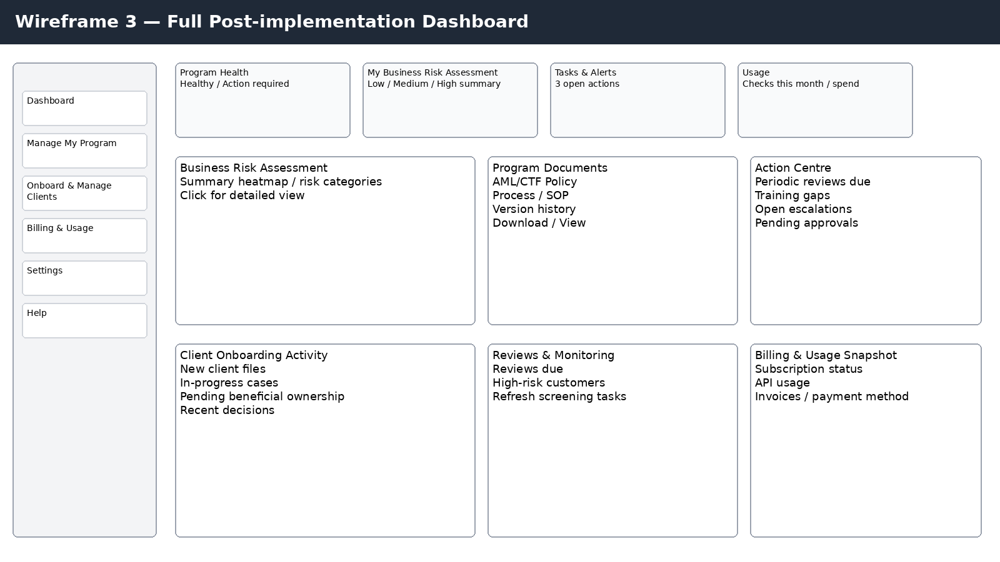 Wireframe 3 — Full Post-implementation Dashboard
Dashboard
Manage My Program
Onboard & Manage
Clients
Billing & Usage
Settings
Help
Program Health
Healthy / Action required
My Business Risk Assessment
Low / Medium / High summary
Tasks & Alerts
3 open actions
Usage
Checks this month / spend
Business Risk Assessment
Summary heatmap / risk categories
Click for detailed view
Program Documents
AML/CTF Policy
Process / SOP
Version history
Download / View
Action Centre
Periodic reviews due
Training gaps
Open escalations
Pending approvals
Client Onboarding Activity
New client files
In-progress cases
Pending beneficial ownership
Recent decisions
Reviews & Monitoring
Reviews due
High-risk customers
Refresh screening tasks
Billing & Usage Snapshot
Subscription status
API usage
Invoices / payment method